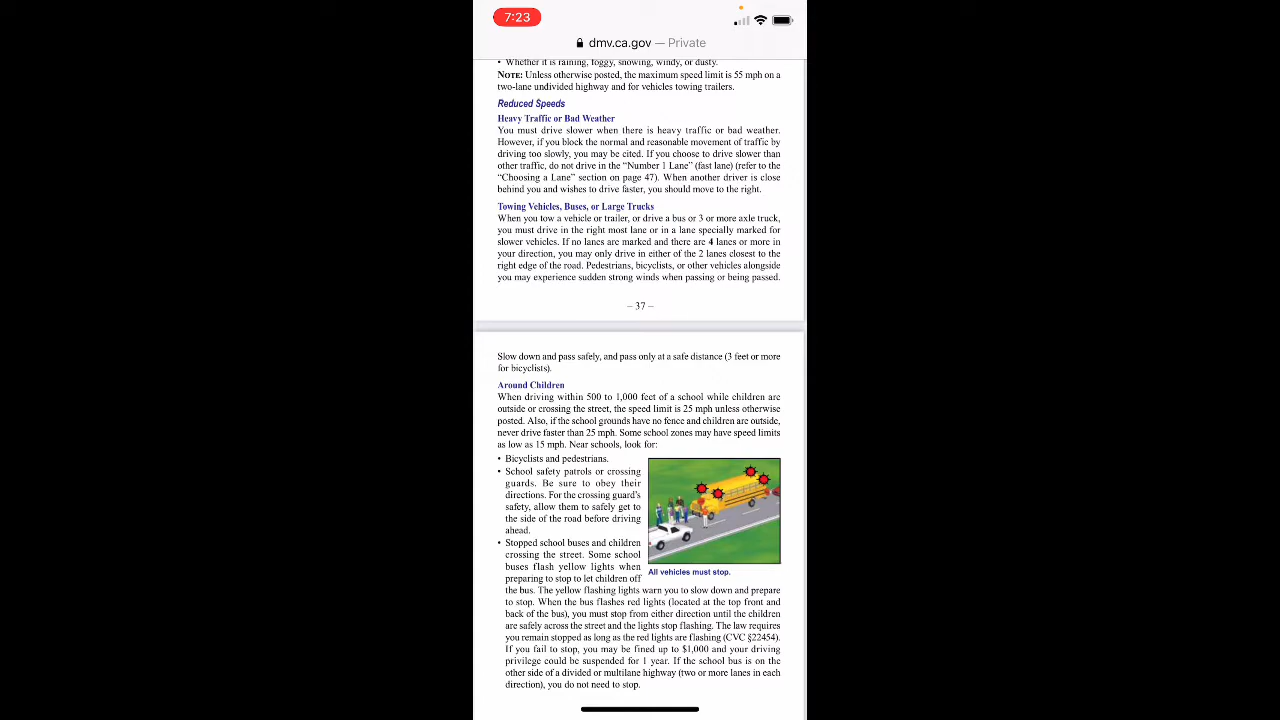 7:23
dmv.ca.gov — Private
• Whether it is raining, foggy, snowing, windy, or dusty.
NOTE: Unless otherwise posted, the maximum speed limit is 55 mph on a
two-lane undivided highway and for vehicles towing trailers.
Reduced Speeds
Heavy Traffic or Bad Weather
You must drive slower when there is heavy traffic or bad weather.
However, if you block the normal and reasonable movement of traffic by
driving too slowly, you may be cited. If you choose to drive slower than
other traffic, do not drive in the “Number 1 Lane” (fast lane) (refer to the
“Choosing a Lane” section on page 47). When another driver is close
behind you and wishes to drive faster, you should move to the right.
Towing Vehicles, Buses, or Large Trucks
When you tow a vehicle or trailer, or drive a bus or 3 or more axle truck,
you must drive in the right most lane or in a lane specially marked for
slower vehicles. If no lanes are marked and there are 4 lanes or more in
your direction, you may only drive in either of the 2 lanes closest to the
right edge of the road. Pedestrians, bicyclists, or other vehicles alongside
you may experience sudden strong winds when passing or being passed.
– 37 –
Slow down and pass safely, and pass only at a safe distance (3 feet or more
for bicyclists).
Around Children
When driving within 500 to 1,000 feet of a school while children are
outside or crossing the street, the speed limit is 25 mph unless otherwise
posted. Also, if the school grounds have no fence and children are outside,
never drive faster than 25 mph. Some school zones may have speed limits
as low as 15 mph. Near schools, look for:
• Bicyclists and pedestrians.
• School safety patrols or crossing
guards. Be sure to obey their
directions. For the crossing guard’s
safety, allow them to safely get to
the side of the road before driving
ahead.
• Stopped school buses and children
crossing the street. Some school
buses flash yellow lights when
preparing to stop to let children off
All vehicles must stop.
the bus. The yellow flashing lights warn you to slow down and prepare
to stop. When the bus flashes red lights (located at the top front and
back of the bus), you must stop from either direction until the children
are safely across the street and the lights stop flashing. The law requires
you remain stopped as long as the red lights are flashing (CVC §22454).
If you fail to stop, you may be fined up to $1,000 and your driving
privilege could be suspended for 1 year. If the school bus is on the
other side of a divided or multilane highway (two or more lanes in each
direction), you do not need to stop.